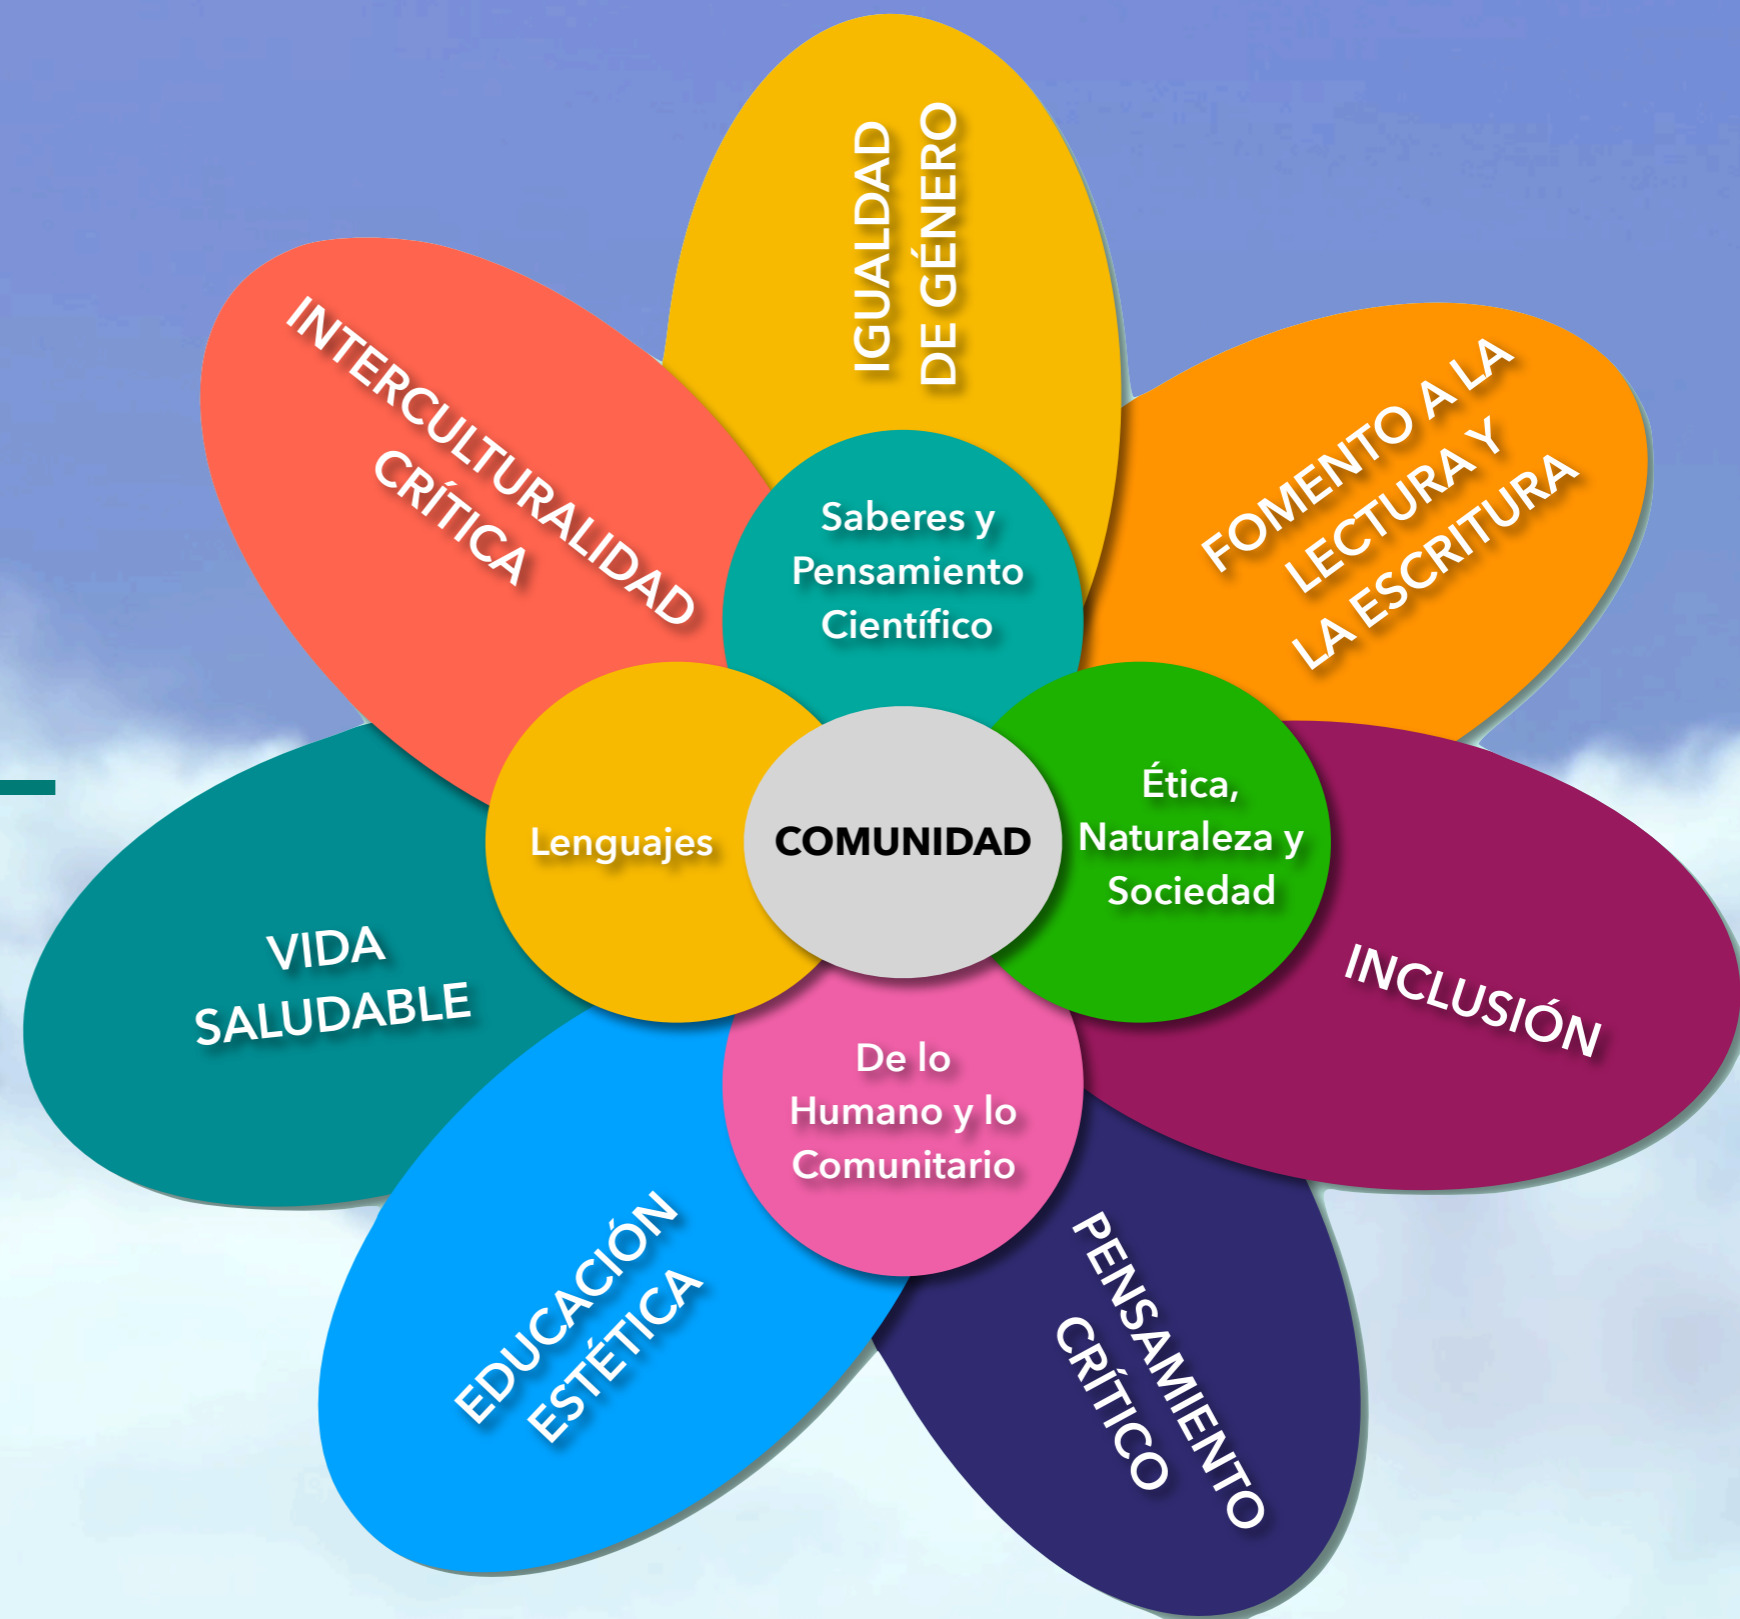 IGUALDAD
DE GÉNERO
FOMENTO A LA
LECTURA Y
LA ESCRITURA
INTERCULTURALIDAD
CRÍTICA
Saberes y
Pensamiento
Científico
Lenguajes
COMUNIDAD
Ética,
Naturaleza y
Sociedad
VIDA
SALUDABLE
INCLUSIÓN
De lo
Humano y lo
Comunitario
EDUCACIÓN
ESTÉTICA
PENSAMIENTO
CRÍTICO